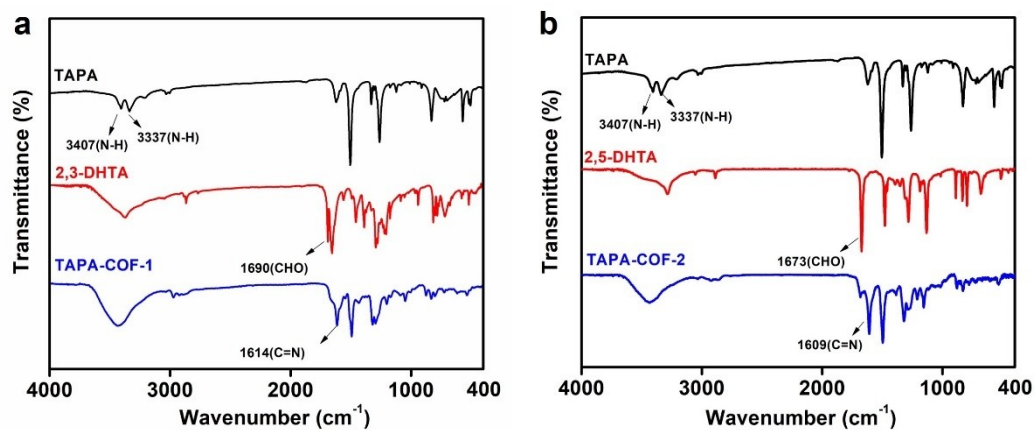 a
Transmittance (%)
TAPA
3407(N-H)
3337(N-H)
2,3-DHTA
1690(CHO)
TAPA-COF-1
1614(C=N)
4000
3000
2000
1000
400
Wavenumber (cm⁻¹)
b
Transmittance (%)
TAPA
3407(N-H)
3337(N-H)
2,5-DHTA
1673(CHO)
TAPA-COF-2
1609(C=N)
4000
3000
2000
1000
400
Wavenumber (cm⁻¹)